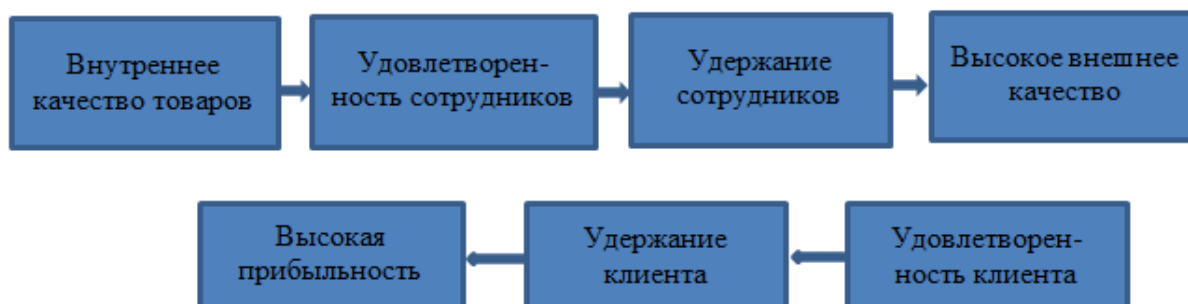 Внутреннее
качество товаров
Удовлетворен-
ность сотрудников
Удержание
сотрудников
Высокое внешнее
качество
Высокая
прибыльность
Удержание
клиента
Удовлетворен-
ность клиента